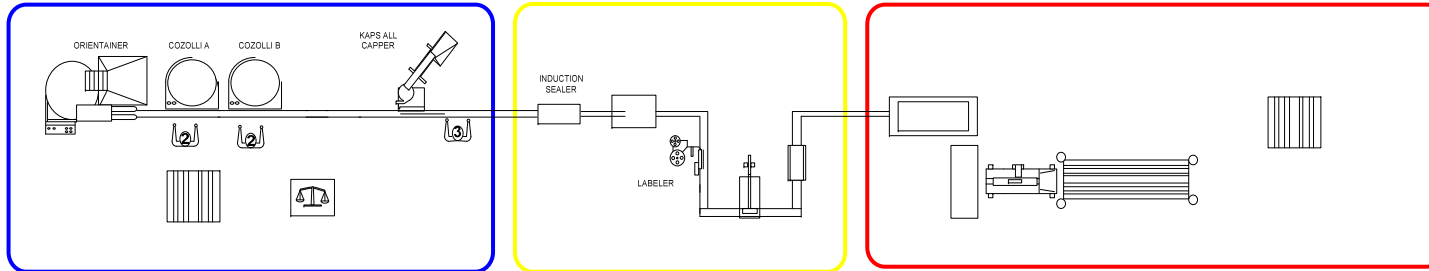 ORIENTAINER
COZOLLI A
COZOLLI B
KAPS ALL
CAPPER
2
2
3
INDUCTION
SEALER
LABELER